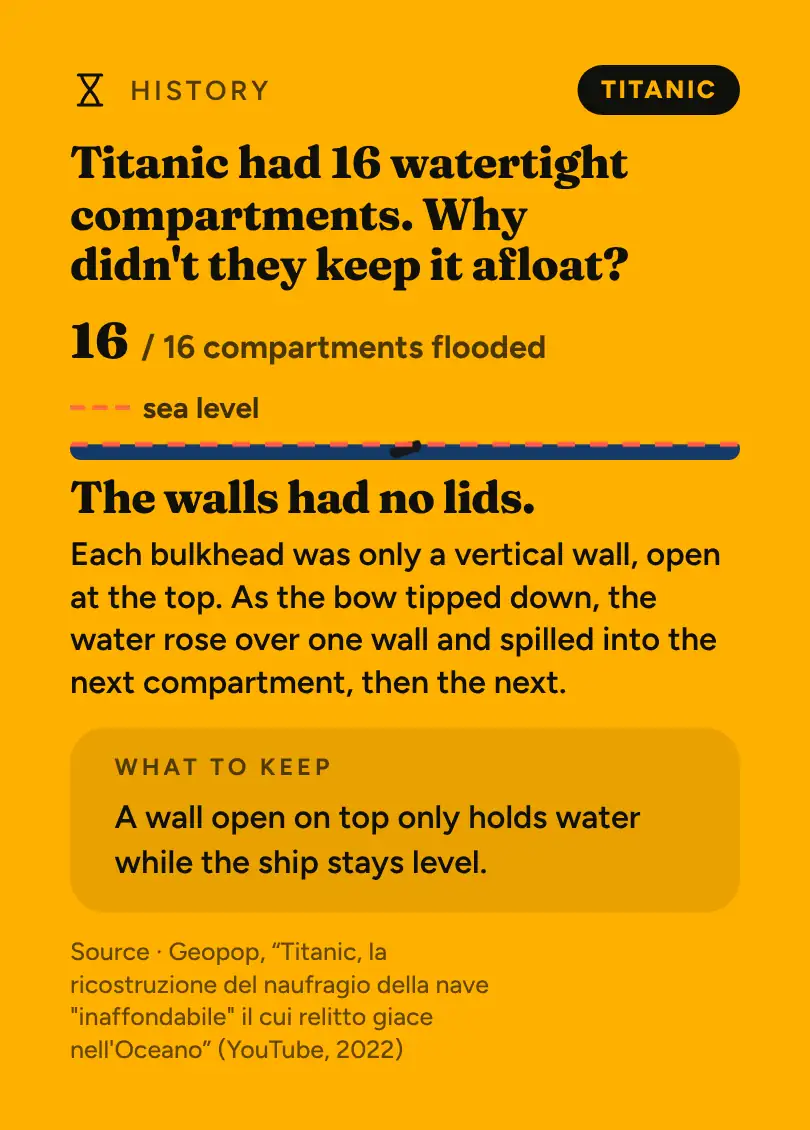 HISTORY
TITANIC
Titanic had 16 watertight
compartments. Why
didn't they keep it afloat?
16 / 16 compartments flooded
sea level
The walls had no lids.
Each bulkhead was only a vertical wall, open
at the top. As the bow tipped down, the
water rose over one wall and spilled into the
next compartment, then the next.
WHAT TO KEEP
A wall open on top only holds water
while the ship stays level.
Source · Geopop, “Titanic, la
ricostruzione del naufragio della nave
"inaffondabile" il cui relitto giace
nell'Oceano” (YouTube, 2022)